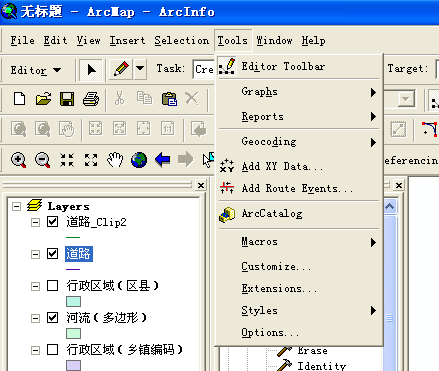 无标题 - ArcMap - ArcInfo
File Edit View Insert Selection Tools Window Help
Editor Task: Cre Target:
Editor Toolbar
Graphs
Reports
Geocoding
Add XY Data...
Add Route Events...
ArcCatalog
Macros
Customize...
Extensions...
Styles
Options...
1:1
eferencin
Layers
道路_Clip2
道路
行政区域(区县)
河流(多边形)
行政区域(乡镇编码)
Erase
Identity